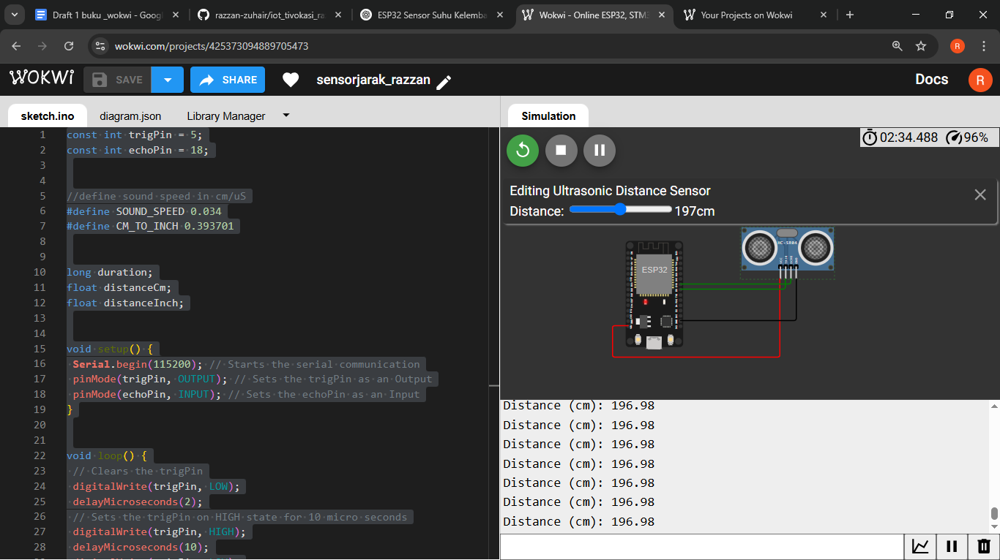 Draft 1 buku _wokwi - Goog
razzan-zuhair/iot_tivokasi_ra
ESP32 Sensor Suhu Kelemba
Wokwi - Online ESP32, STM3
Your Projects on Wokwi
wokwi.com/projects/425373094889705473
R
WOKWI
SAVE
SHARE
sensorjarak_razzan
Docs
R
sketch.ino
diagram.json
Library Manager
Simulation
1 const int trigPin = 5;
2 const int echoPin = 18;
3
4
5 //define sound speed in cm/uS
6 #define SOUND_SPEED 0.034
7 #define CM_TO_INCH 0.393701
8
9
10 long duration;
11 float distanceCm;
12 float distanceInch;
13
14
15 void setup() {
16 Serial.begin(115200); // Starts the serial communication
17 pinMode(trigPin, OUTPUT); // Sets the trigPin as an Output
18 pinMode(echoPin, INPUT); // Sets the echoPin as an Input
19 }
20
21
22 void loop() {
23 // Clears the trigPin
24 digitalWrite(trigPin, LOW);
25 delayMicroseconds(2);
26 // Sets the trigPin on HIGH state for 10 micro seconds
27 digitalWrite(trigPin, HIGH);
28 delayMicroseconds(10);
02:34.488 96%
Editing Ultrasonic Distance Sensor
Distance: 197cm
HC-SR04
ESP32
Distance (cm): 196.98
Distance (cm): 196.98
Distance (cm): 196.98
Distance (cm): 196.98
Distance (cm): 196.98
Distance (cm): 196.98
Distance (cm): 196.98